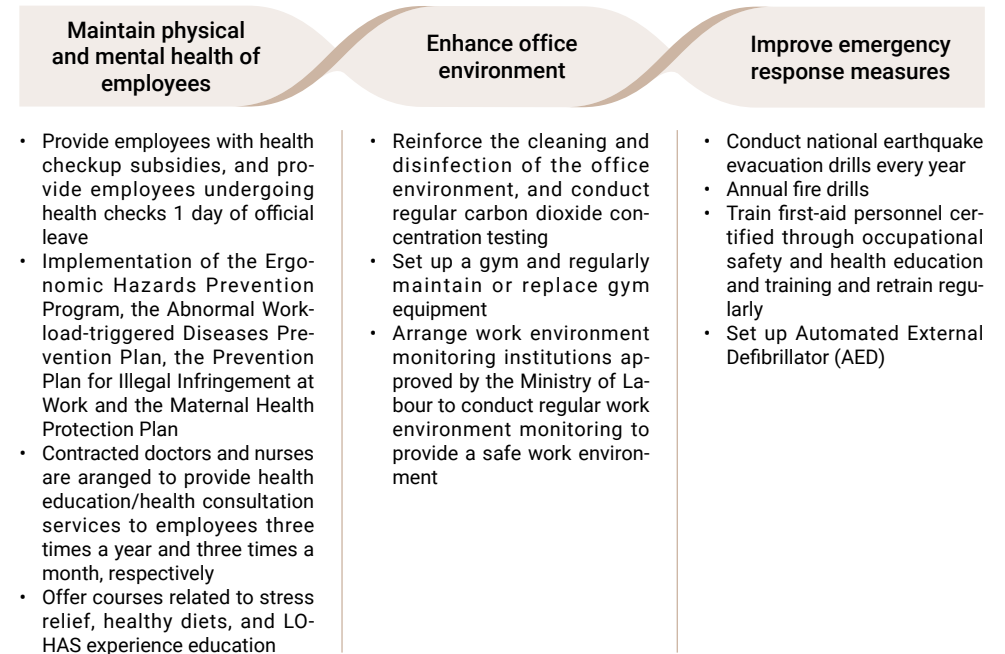 Maintain physical
and mental health of
employees
Enhance office
environment
Improve emergency
response measures
• Provide employees with health
checkup subsidies, and pro-
vide employees undergoing
health checks 1 day of official
leave
• Implementation of the Ergo-
nomic Hazards Prevention
Program, the Abnormal Work-
load-triggered Diseases Pre-
vention Plan, the Prevention
Plan for Illegal Infringement at
Work and the Maternal Health
Protection Plan
• Contracted doctors and nurses
are aranged to provide health
education/health consultation
services to employees three
times a year and three times a
month, respectively
• Offer courses related to stress
relief, healthy diets, and LO-
HAS experience education
• Reinforce the cleaning and
disinfection of the office
environment, and conduct
regular carbon dioxide con-
centration testing
• Set up a gym and regularly
maintain or replace gym
equipment
• Arrange work environment
monitoring institutions ap-
proved by the Ministry of La-
bour to conduct regular work
environment monitoring to
provide a safe work environ-
ment
• Conduct national earthquake
evacuation drills every year
• Annual fire drills
• Train first-aid personnel cer-
tified through occupational
safety and health education
and training and retrain regu-
larly
• Set up Automated External
Defibrillator (AED)